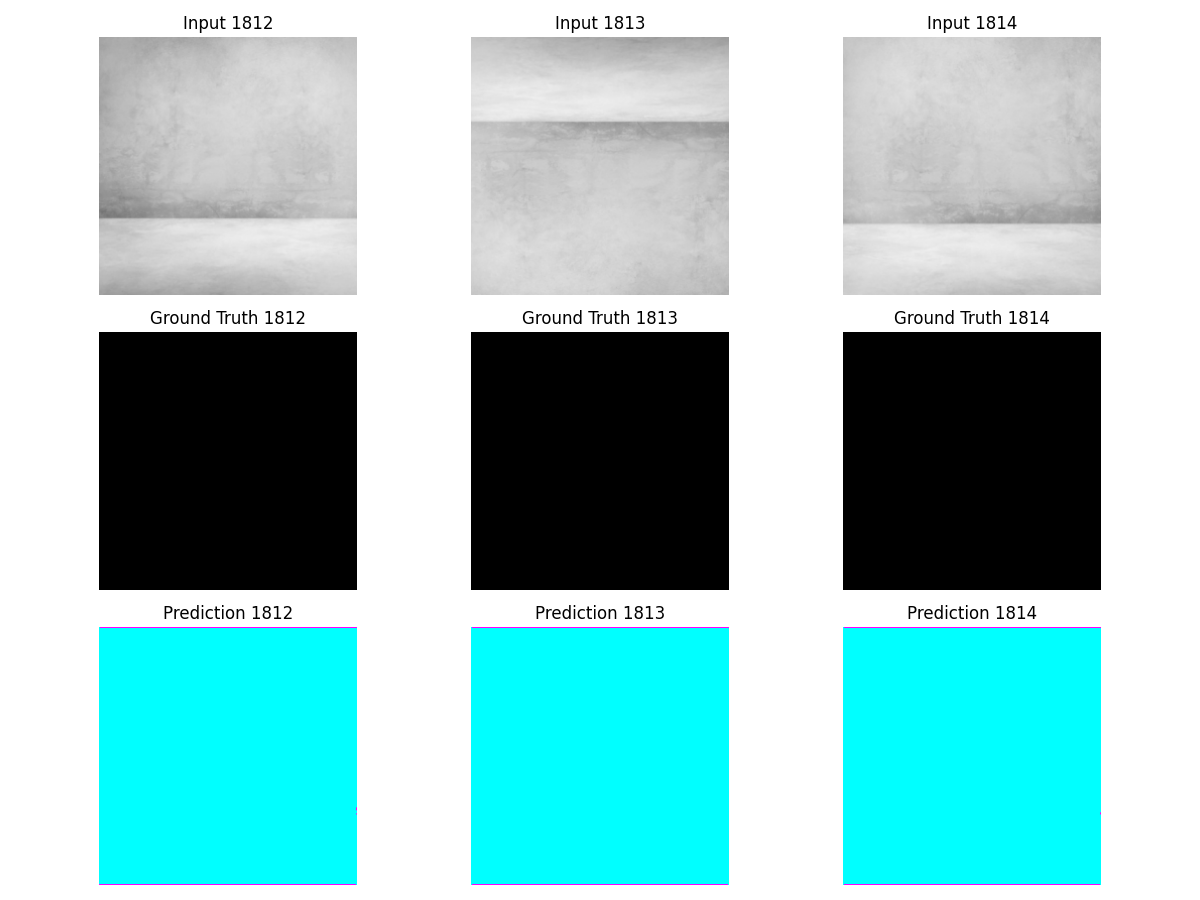 Input 1812
Input 1813
Input 1814
Ground Truth 1812
Ground Truth 1813
Ground Truth 1814
Prediction 1812
Prediction 1813
Prediction 1814